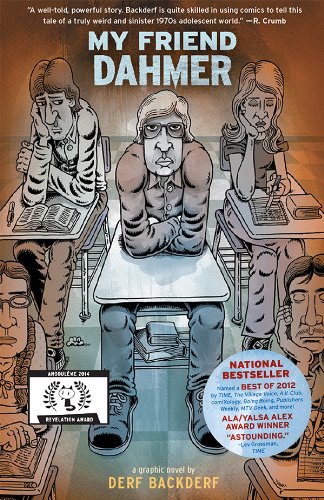 "A well-told, powerful story. Backderf is quite skilled in using comics to tell this
tale of a truly weird and sinister 1970s adolescent world." —R. Crumb
MY FRIEND
DAHMER
NATIONAL
BESTSELLER
Named a BEST OF 2012
by TIME, The Village Voice, A.V. Club,
comiXology, Boing Boing, Publishers
Weekly, MTV Geek, and more!
ALA/YALSA ALEX
AWARD WINNER
"ASTOUNDING."
—Lev Grossman,
TIME
ANGOULÊME 2014
REVELATION AWARD
a graphic novel by
DERF BACKDERF